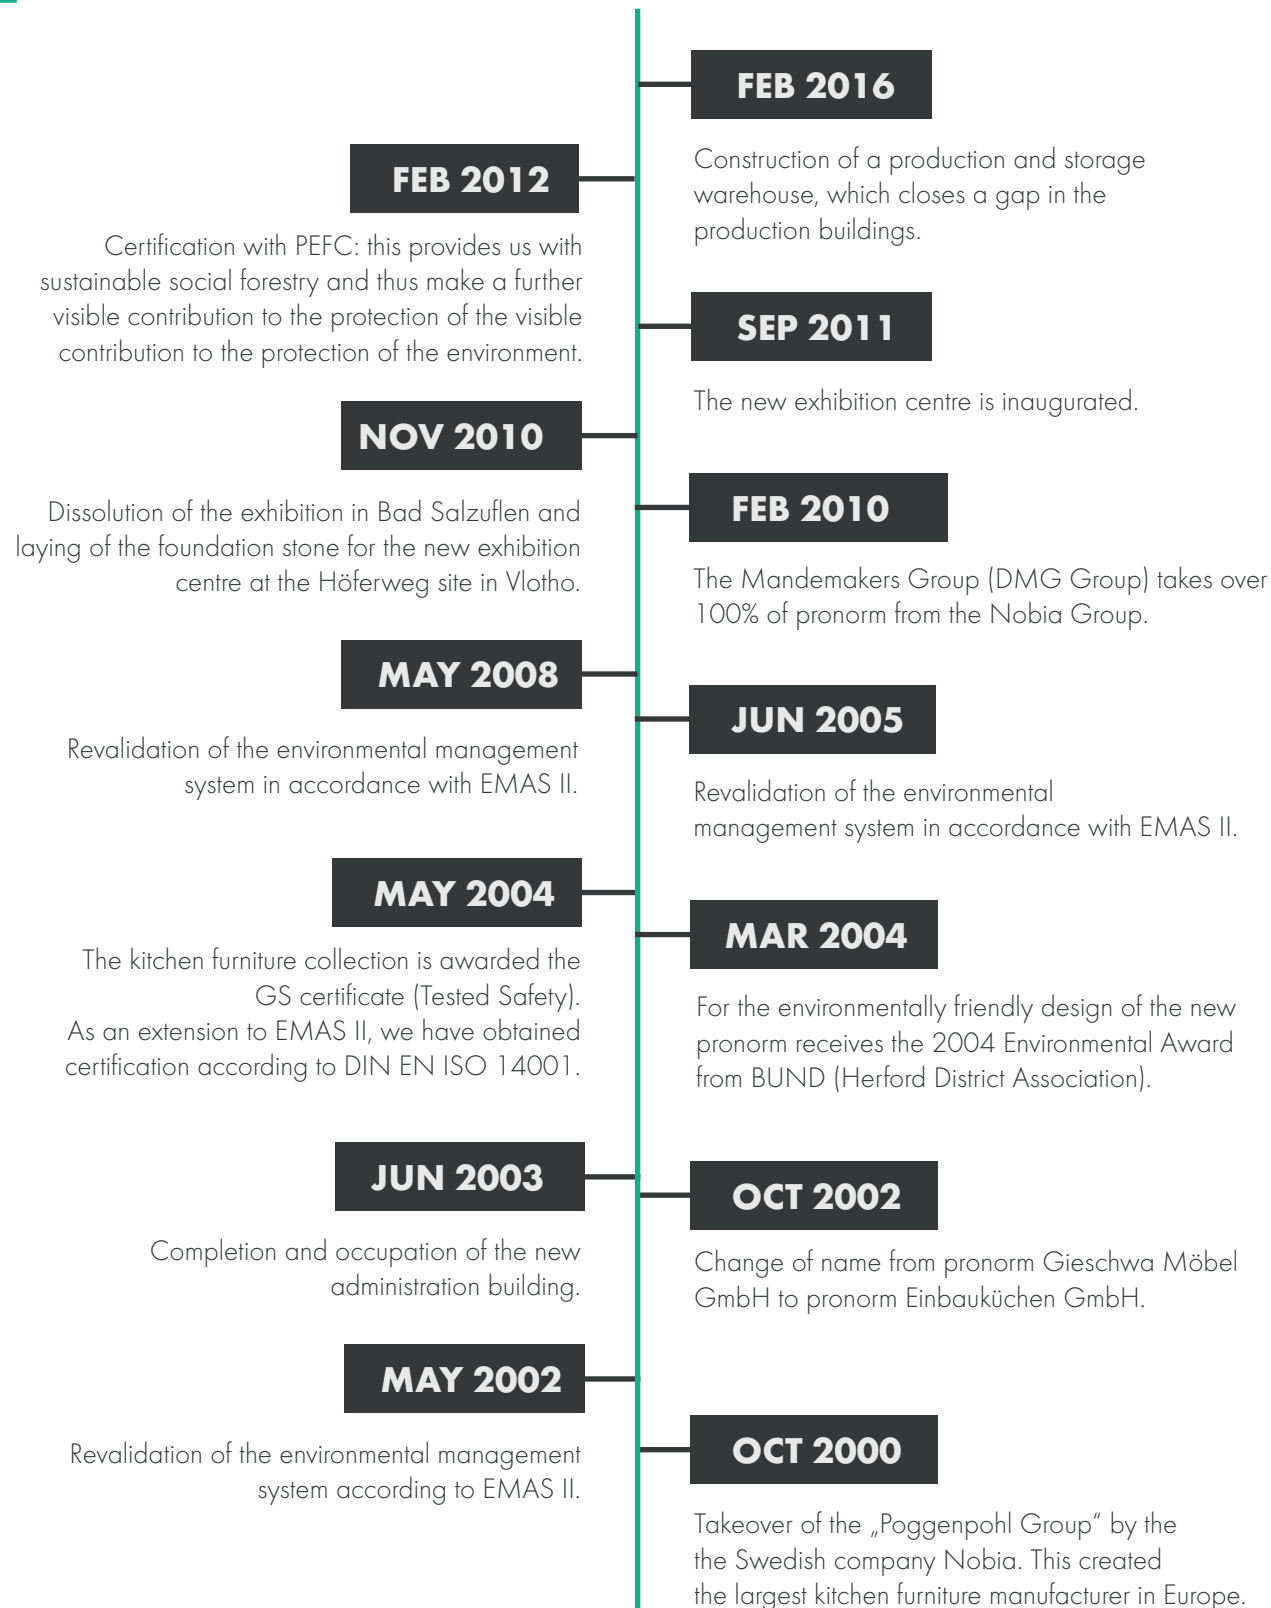 FEB 2016
Construction of a production and storage
warehouse, which closes a gap in the
production buildings.
FEB 2012
Certification with PEFC: this provides us with
sustainable social forestry and thus make a further
visible contribution to the protection of the visible
contribution to the protection of the environment.
SEP 2011
The new exhibition centre is inaugurated.
NOV 2010
Dissolution of the exhibition in Bad Salzuflen and
laying of the foundation stone for the new exhibition
centre at the Höferweg site in Vlotho.
FEB 2010
The Mandemakers Group (DMG Group) takes over
100% of pronorm from the Nobia Group.
MAY 2008
Revalidation of the environmental management
system in accordance with EMAS II.
JUN 2005
Revalidation of the environmental
management system in accordance with EMAS II.
MAY 2004
The kitchen furniture collection is awarded the
GS certificate (Tested Safety).
As an extension to EMAS II, we have obtained
certification according to DIN EN ISO 14001.
MAR 2004
For the environmentally friendly design of the new
pronorm receives the 2004 Environmental Award
from BUND (Herford District Association).
JUN 2003
Completion and occupation of the new
administration building.
OCT 2002
Change of name from pronorm Gieschwa Möbel
GmbH to pronorm Einbauküchen GmbH.
MAY 2002
Revalidation of the environmental management
system according to EMAS II.
OCT 2000
Takeover of the „Poggenpohl Group“ by the
the Swedish company Nobia. This created
the largest kitchen furniture manufacturer in Europe.